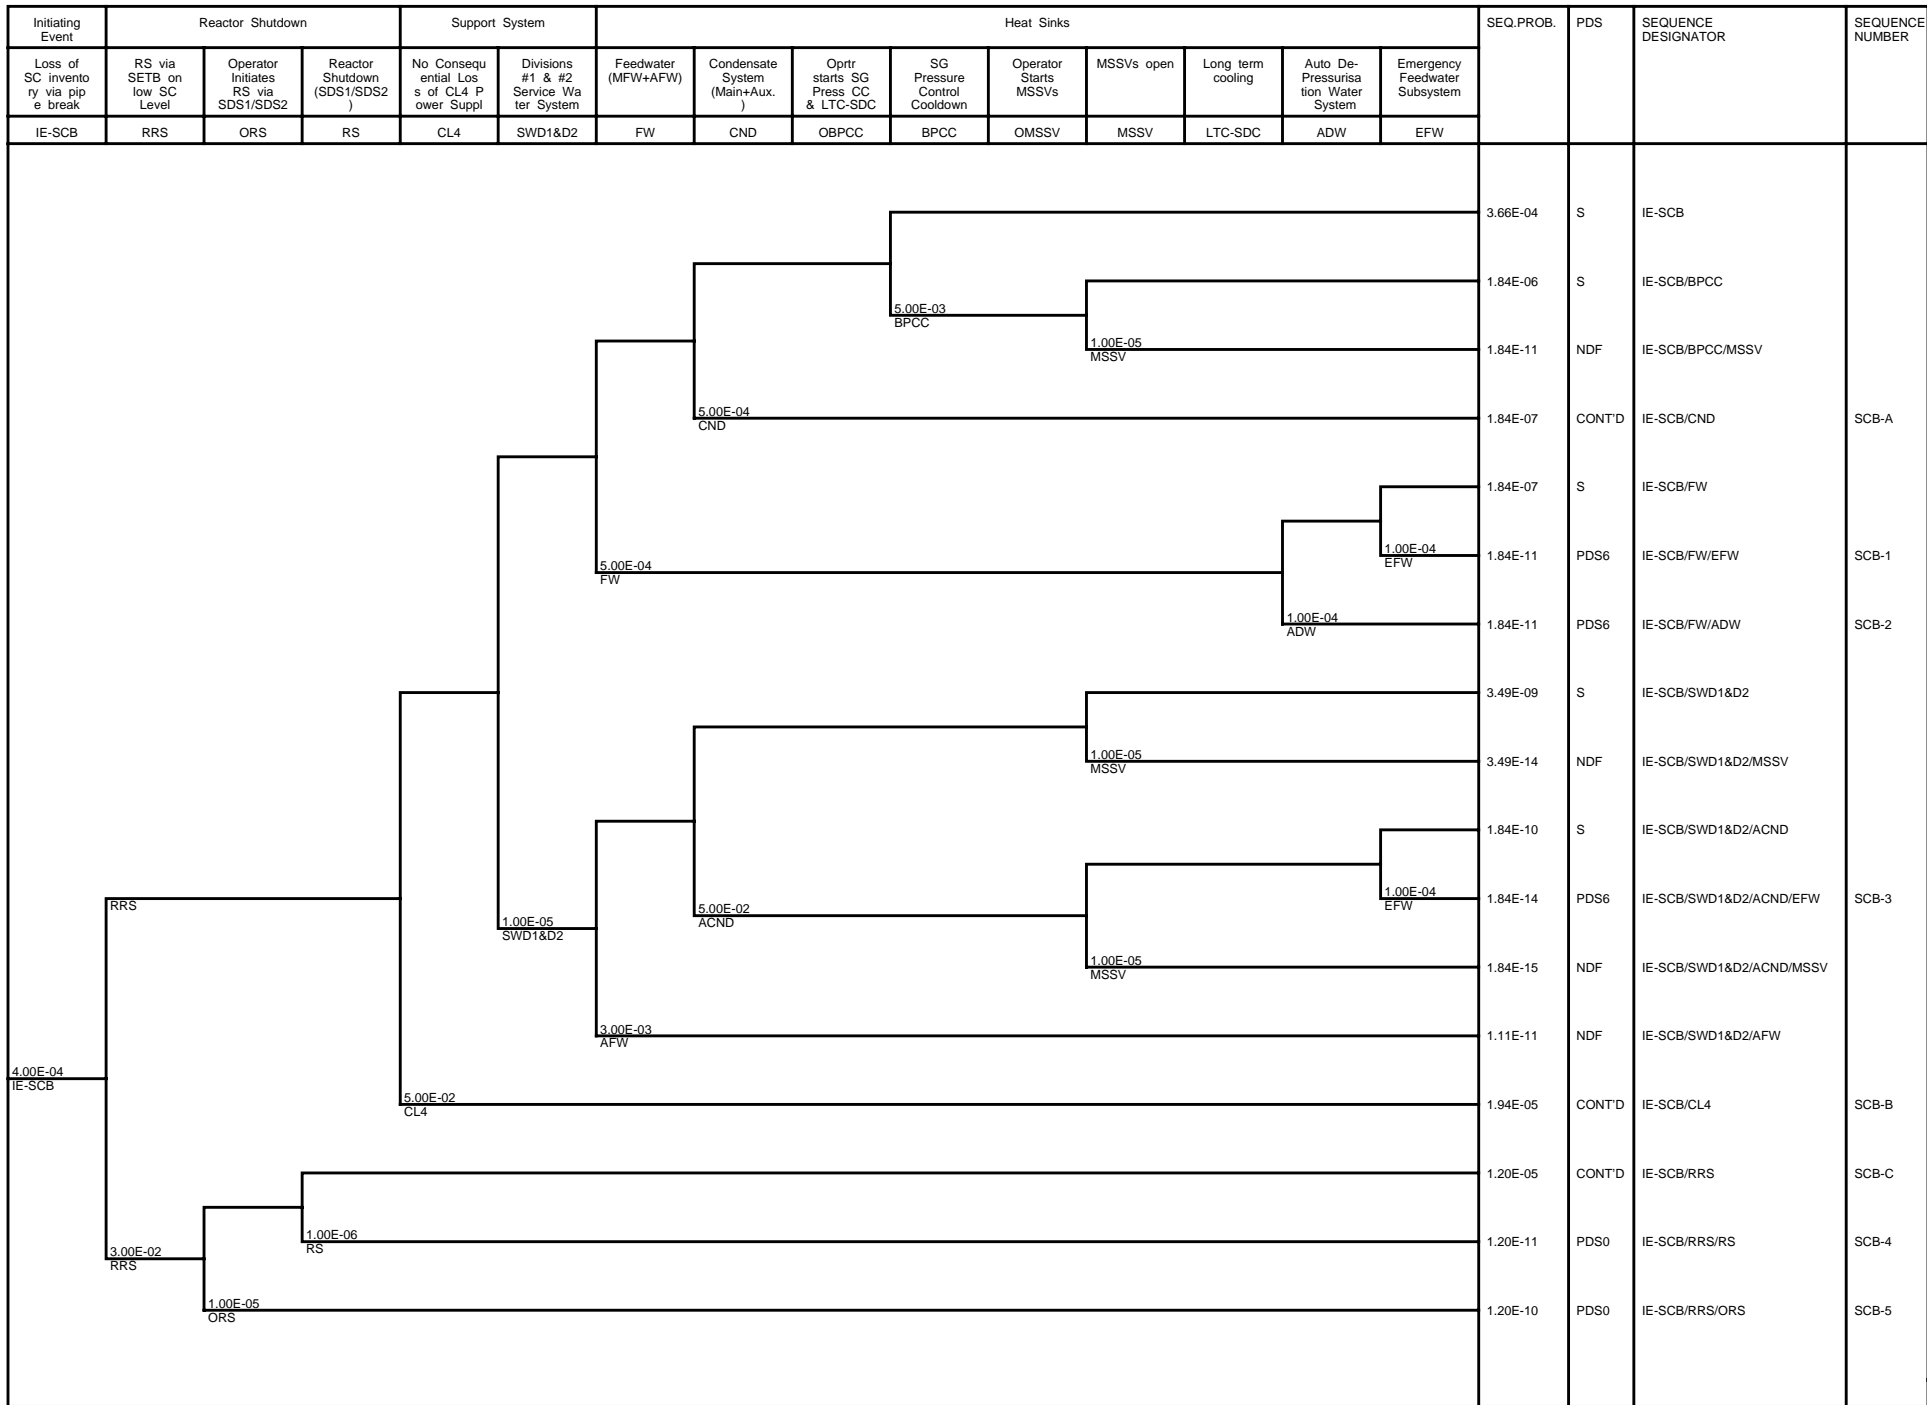 Initiating Event
Reactor Shutdown
Support System
Heat Sinks
SEQ.PROB.
PDS
SEQUENCE DESIGNATOR
SEQUENCE NUMBER
Loss of
SC invento
ry via pip
e break
RS via
SETB on
low SC
Level
Operator
Initiates
RS via
SDS1/SDS2
Reactor
Shutdown
(SDS1/SDS2
)
No Consequ
ential Los
s of CL4 P
ower Suppl
Divisions
#1 & #2
Service Wa
ter System
Feedwater
(MFW+AFW)
Condensate
System
(Main+Aux.
)
Oprtr
starts SG
Press CC
& LTC-SDC
SG
Pressure
Control
Cooldown
Operator
Starts
MSSVs
MSSVs open
Long term
cooling
Auto De-
Pressurisa
tion Water
System
Emergency
Feedwater
Subsystem
IE-SCB RRS ORS RS CL4 SWD1&D2 FW CND OBPCC BPCC OMSSV MSSV LTC-SDC ADW EFW
3.66E-04 S IE-SCB
1.84E-06 S IE-SCB/BPCC
5.00E-03
BPCC
1.00E-05
MSSV
1.84E-11 NDF IE-SCB/BPCC/MSSV
5.00E-04
CND
1.84E-07 CONT'D IE-SCB/CND SCB-A
1.84E-07 S IE-SCB/FW
1.00E-04
EFW
1.84E-11 PDS6 IE-SCB/FW/EFW SCB-1
5.00E-04
FW
1.00E-04
ADW
1.84E-11 PDS6 IE-SCB/FW/ADW SCB-2
3.49E-09 S IE-SCB/SWD1&D2
1.00E-05
MSSV
3.49E-14 NDF IE-SCB/SWD1&D2/MSSV
1.84E-10 S IE-SCB/SWD1&D2/ACND
RRS
1.00E-04
EFW
1.84E-14 PDS6 IE-SCB/SWD1&D2/ACND/EFW SCB-3
5.00E-02
ACND
1.00E-05
SWD1&D2
1.00E-05
MSSV
1.84E-15 NDF IE-SCB/SWD1&D2/ACND/MSSV
3.00E-03
AFW
1.11E-11 NDF IE-SCB/SWD1&D2/AFW
4.00E-04
IE-SCB
5.00E-02
CL4
1.94E-05 CONT'D IE-SCB/CL4 SCB-B
1.20E-05 CONT'D IE-SCB/RRS SCB-C
1.00E-06
RS
1.20E-11 PDS0 IE-SCB/RRS/RS SCB-4
3.00E-02
RRS
1.00E-05
ORS
1.20E-10 PDS0 IE-SCB/RRS/ORS SCB-5